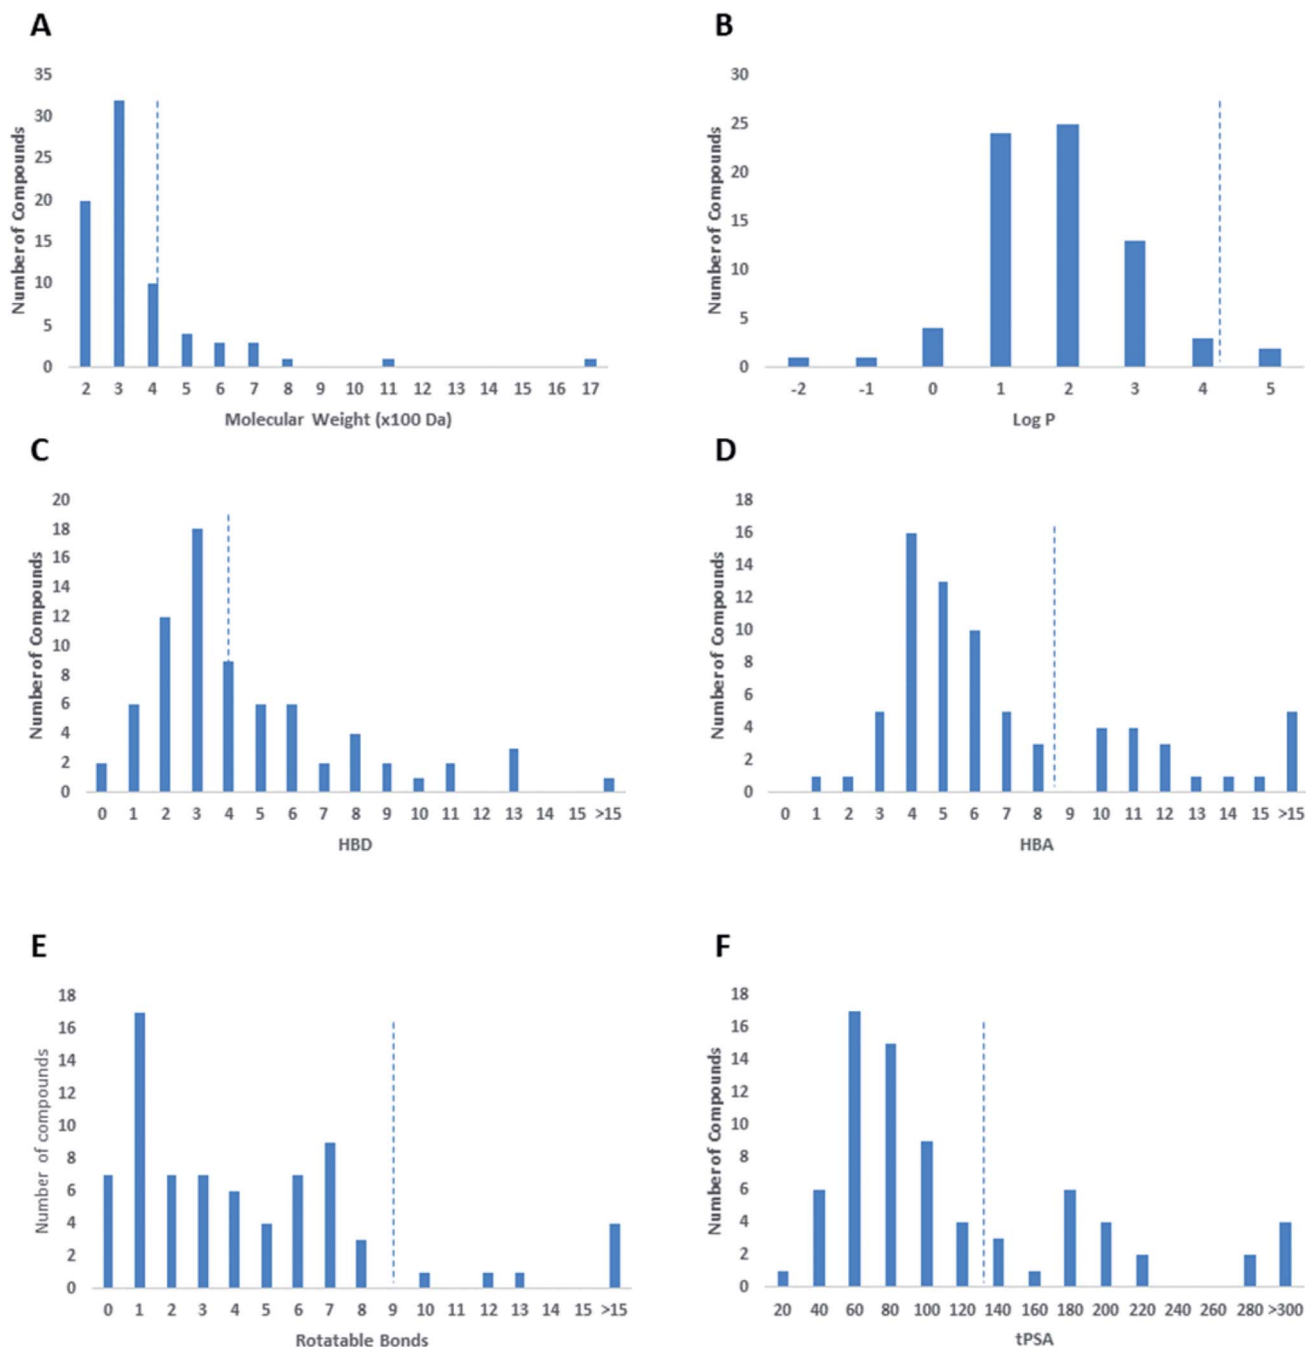 A
35
30
25
20
15
10
5
0
Number of Compounds
2 3 4 5 6 7 8 9 10 11 12 13 14 15 16 17
Molecular Weight (x100 Da)
B
30
25
20
15
10
5
0
Number of Compounds
-2 -1 0 1 2 3 4 5
Log P
C
20
18
16
14
12
10
8
6
4
2
0
Number of Compounds
0 1 2 3 4 5 6 7 8 9 10 11 12 13 14 15 >15
HBD
D
18
16
14
12
10
8
6
4
2
0
Number of Compounds
0 1 2 3 4 5 6 7 8 9 10 11 12 13 14 15 >15
HBA
E
18
16
14
12
10
8
6
4
2
0
Number of compounds
0 1 2 3 4 5 6 7 8 9 10 11 12 13 14 15 >15
Rotatable Bonds
F
18
16
14
12
10
8
6
4
2
0
Number of Compounds
20 40 60 80 100 120 140 160 180 200 220 240 260 280 >300
tPSA